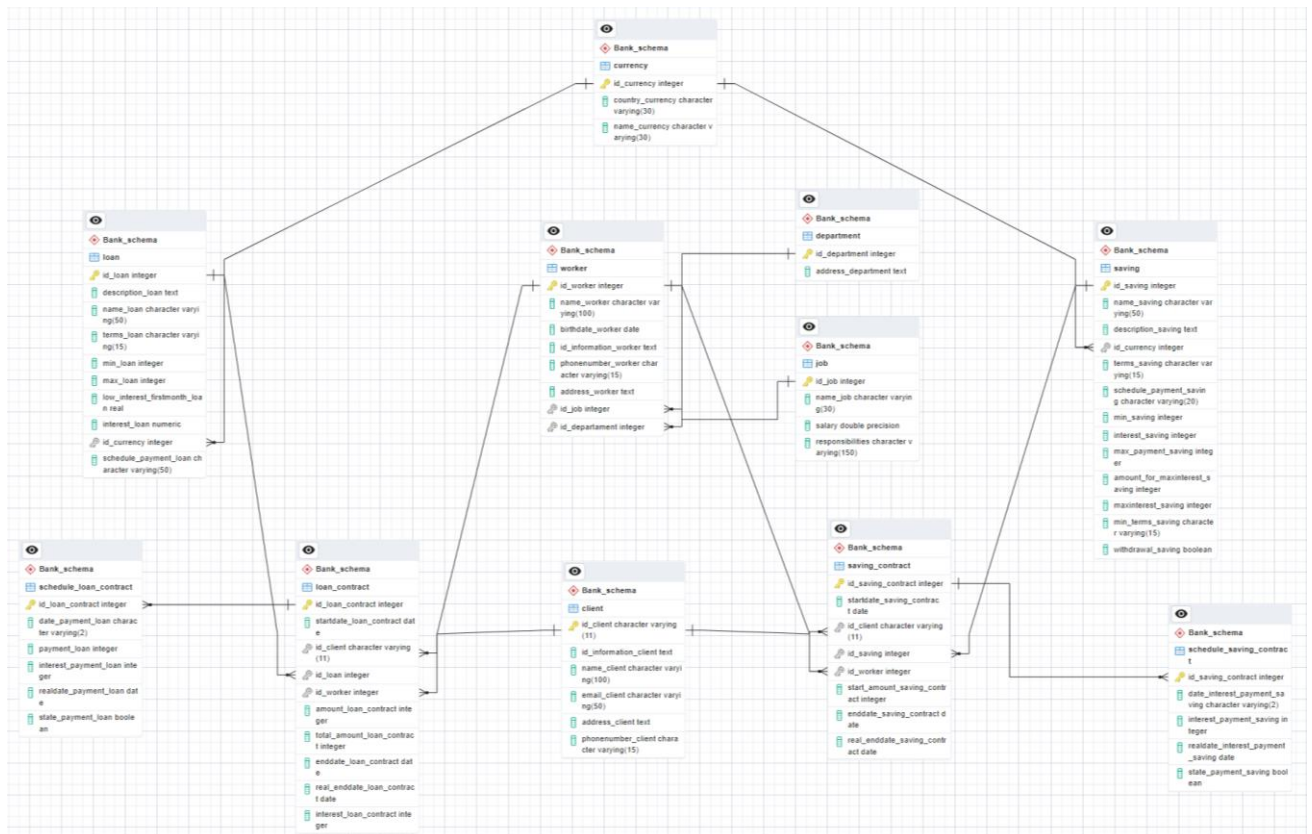 Bank_schema
currency
id_currency integer
country_currency character
varying(30)
name_currency character v
arying(30)
Bank_schema
loan
id_loan integer
description_loan text
name_loan character varyi
ng(50)
terms_loan character varyi
ng(15)
min_loan integer
max_loan integer
low_interest_firstmonth_loa
n real
interest_loan numeric
id_currency integer
schedule_payment_loan ch
aracter varying(50)
Bank_schema
worker
id_worker integer
name_worker character var
ying(100)
birthdate_worker date
id_information_worker text
phonenumber_worker char
acter varying(15)
address_worker text
id_job integer
id_departament integer
Bank_schema
department
id_department integer
address_department text
Bank_schema
job
id_job integer
name_job character varyin
g(30)
salary double precision
responsibilities character v
arying(150)
Bank_schema
saving
id_saving integer
name_saving character var
ying(50)
description_saving text
id_currency integer
terms_saving character var
ying(15)
schedule_payment_savin
g character varying(20)
min_saving integer
interest_saving integer
max_payment_saving integ
er
amount_for_maxinterest_s
aving integer
maxinterest_saving integer
min_terms_saving characte
r varying(15)
withdrawal_saving boolean
Bank_schema
schedule_loan_contract
id_loan_contract integer
date_payment_loan charac
ter varying(2)
payment_loan integer
interest_payment_loan inte
ger
realdate_payment_loan dat
e
state_payment_loan boole
an
Bank_schema
loan_contract
id_loan_contract integer
startdate_loan_contract dat
e
id_client character varying
(11)
id_loan integer
id_worker integer
amount_loan_contract inte
ger
total_amount_loan_contrac
t integer
enddate_loan_contract dat
e
real_enddate_loan_contrac
t date
interest_loan_contract inte
ger
Bank_schema
client
id_client character varying
(11)
id_information_client text
name_client character varyi
ng(100)
email_client character varyi
ng(50)
address_client text
phonenumber_client chara
cter varying(15)
Bank_schema
saving_contract
id_saving_contract integer
startdate_saving_contrac
t date
id_client character varying
(11)
id_saving integer
id_worker integer
start_amount_saving_contr
act integer
enddate_saving_contract d
ate
real_enddate_saving_contr
act date
Bank_schema
schedule_saving_contrac
t
id_saving_contract integer
date_interest_payment_sa
ving character varying(2)
interest_payment_saving in
teger
realdate_interest_payment
_saving date
state_payment_saving bool
ean